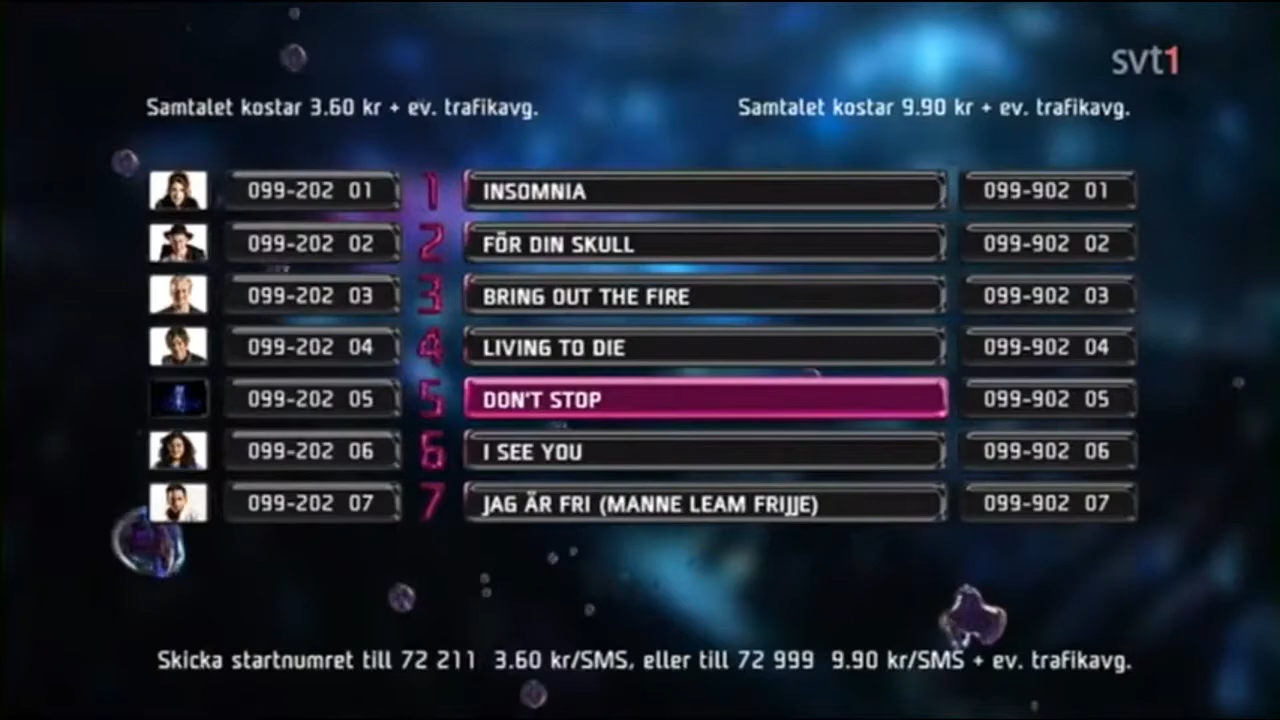 svt1
Samtalet kostar 3.60 kr + ev. trafikavg. Samtalet kostar 9.90 kr + ev. trafikavg.
099-202 01 1 INSOMNIA 099-902 01
099-202 02 2 FÖR DIN SKULL 099-902 02
099-202 03 3 BRING OUT THE FIRE 099-902 03
099-202 04 4 LIVING TO DIE 099-902 04
099-202 05 5 DON'T STOP 099-902 05
099-202 06 6 I SEE YOU 099-902 06
099-202 07 7 JAG ÄR FRI (MANNE LEAM FRIJJE) 099-902 07
Skicka startnumret till 72 211 3.60 kr/SMS, eller till 72 999 9.90 kr/SMS + ev. trafikavg.